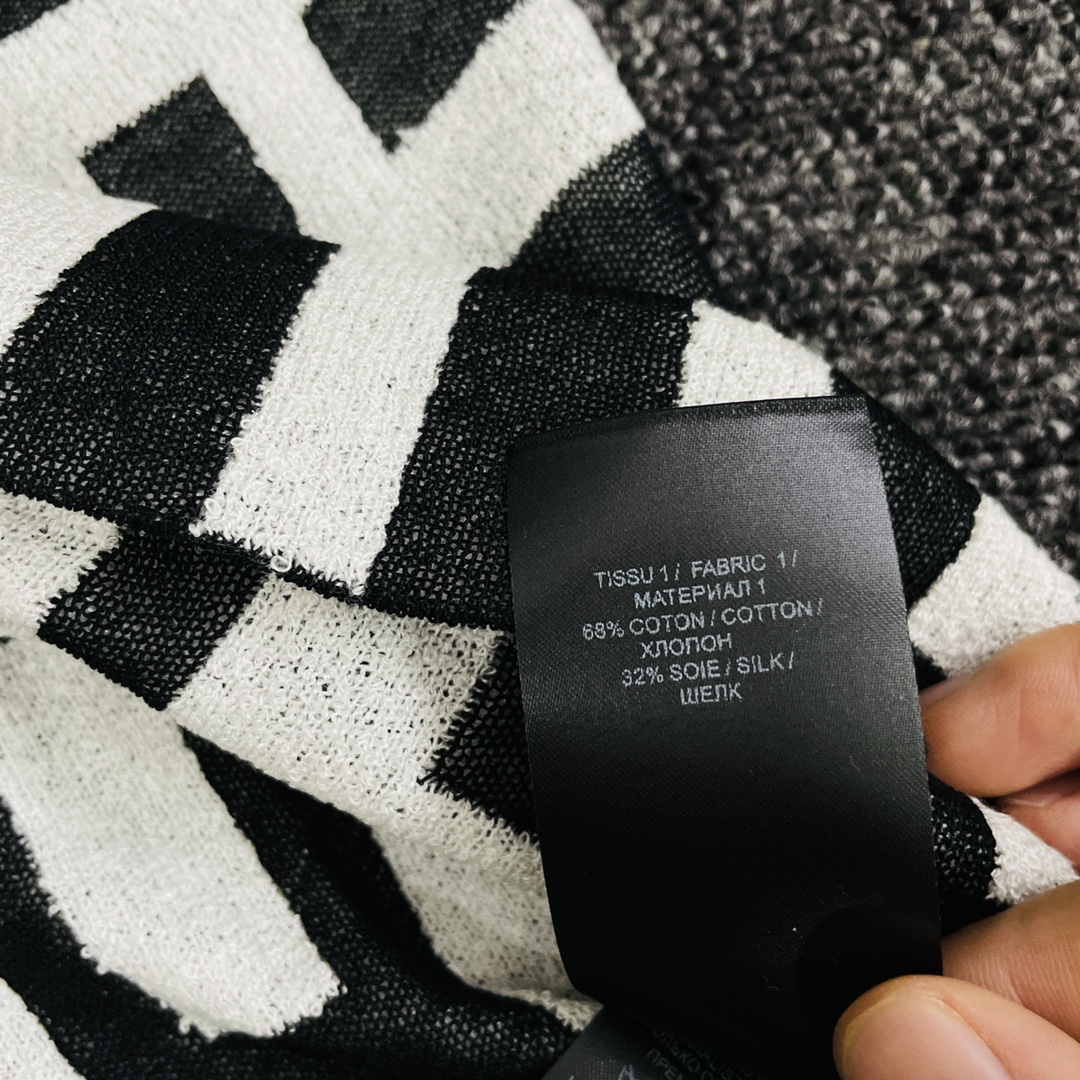 TISSU 1 / FABRIC 1 /
МАТЕРИАЛ 1
68% COTON / COTTON /
ХЛОПОН
32% SOIE / SILK /
ШЕЛК